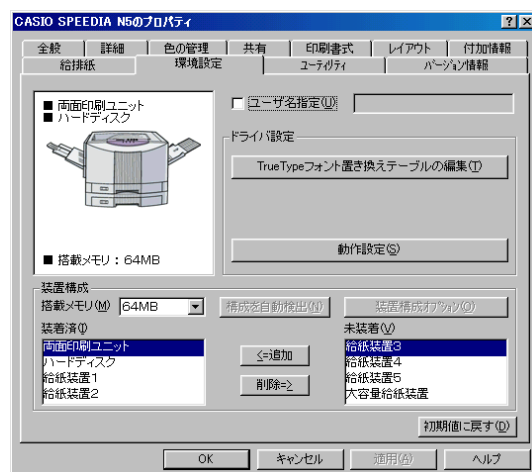 CASIO SPEEDIA N5のプロパティ
全般 詳細 色の管理 共有 印刷書式 レイアウト 付加情報
給排紙 環境設定 ユーティリティ バージョン情報
■ 両面印刷ユニット
■ ハードディスク
■ 搭載メモリ：64MB
ユーザ名指定(U)
ドライバ設定
TrueTypeフォント置き換えテーブルの編集(T)
動作設定(S)
装置構成
搭載メモリ(M) 64MB 構成を自動検出(N) 装置構成オプション(O)
装着済(I)
両面印刷ユニット
ハードディスク
給紙装置1
給紙装置2
<=追加
削除=>
未装着(V)
給紙装置3
給紙装置4
給紙装置5
大容量給紙装置
初期値に戻す(D)
OK キャンセル 適用(A) ヘルプ